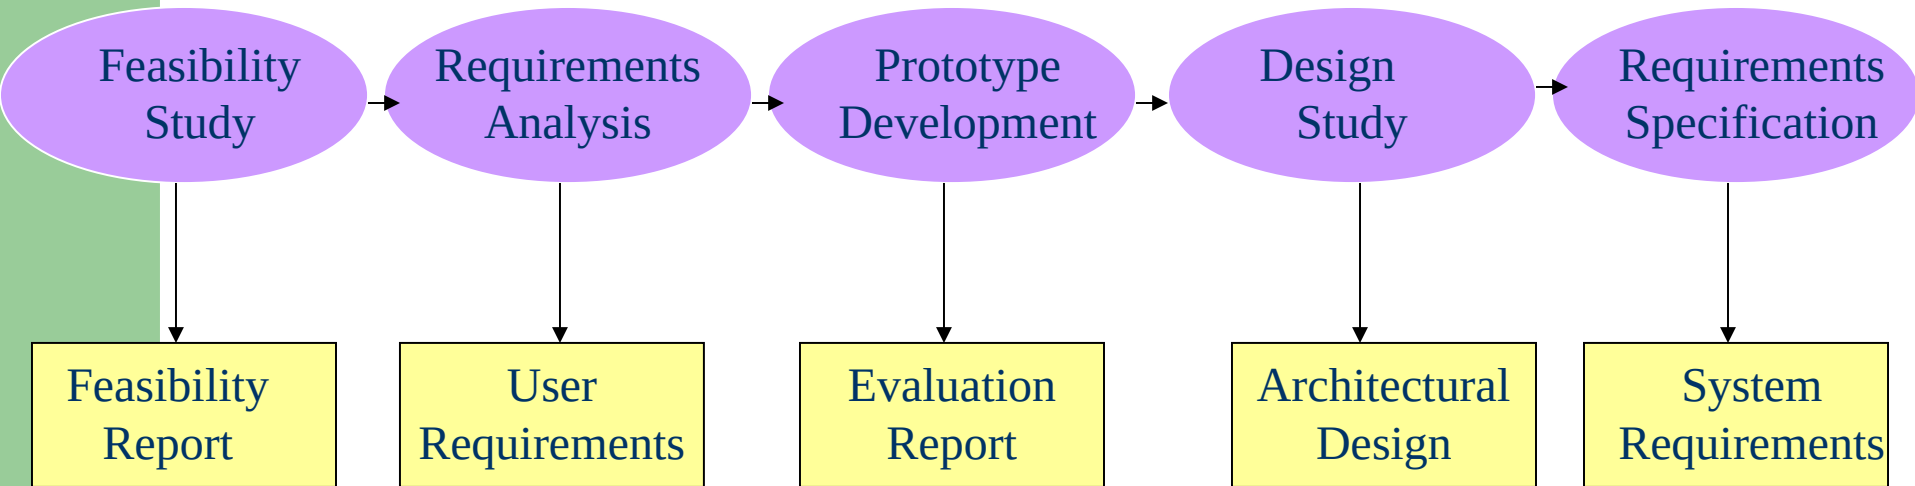 Feasibility
Study
Requirements
Analysis
Prototype
Development
Design
Study
Requirements
Specification
Feasibility
Report
User
Requirements
Evaluation
Report
Architectural
Design
System
Requirements